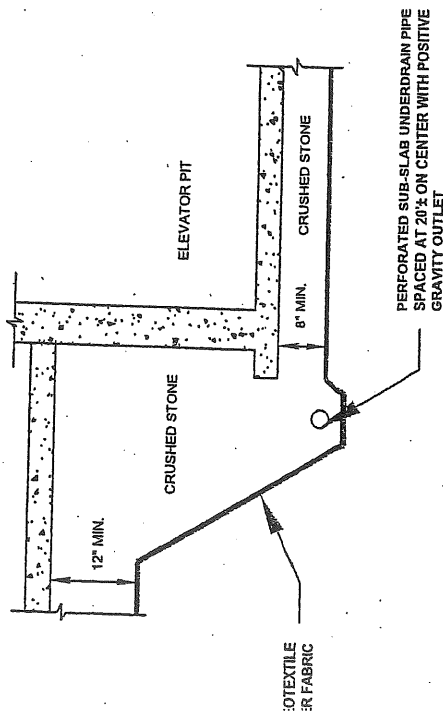 ELEVATOR PIT
CRUSHED STONE
12" MIN.
CRUSHED STONE
8" MIN.
EOTEXTILE
ER FABRIC
PERFORATED SUB-SLAB UNDERDRAIN PIPE
SPACED AT 20'± ON CENTER WITH POSITIVE
GRAVITY OUTLET